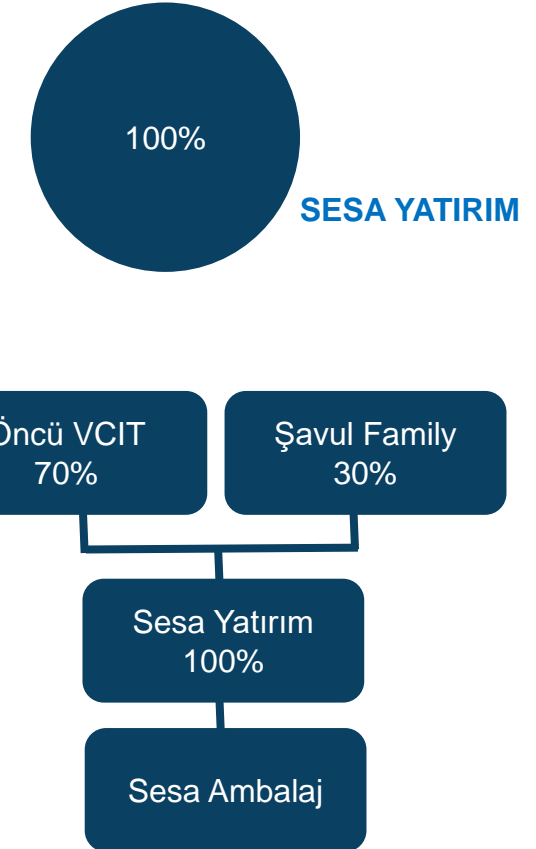 100%
SESA YATIRIM
Öncü VCIT
70%
Şavul Family
30%
Sesa Yatırım
100%
Sesa Ambalaj